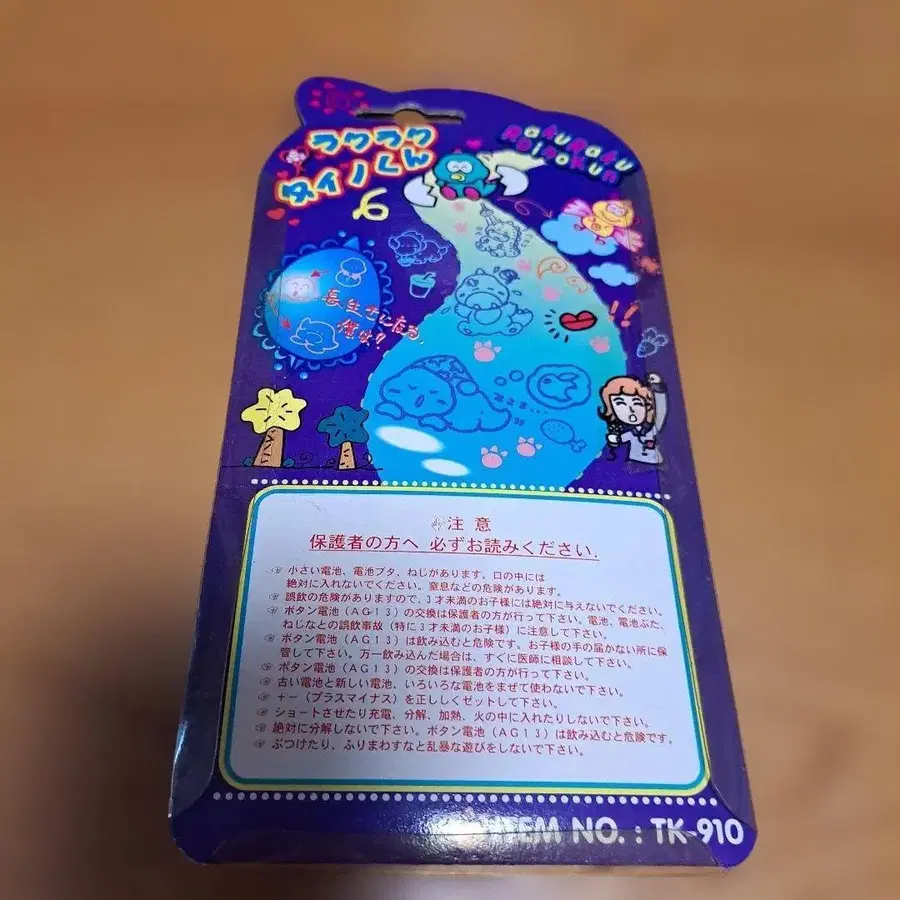 ラクラク
ダイノくん
RAKURAKU
DINOKUN
長生きになる
催は?
zzz...
!!
注 意
保護者の方へ 必ずお読みください.
小さい電池、電池ブタ、ねじがあります。口の中には
絶対に入れないでください。窒息などの危険があります。
誤飲の危険がありますので、3才未満のお子様には絶対に与えないでください。
ボタン電池(AG13)の交換は保護者の方が行って下さい。電池、電池ぶた、
ねじなとの誤飲事故(特に3才未満のお子様)に注意して下さい。
ボタン電池(AG13)は飲み込むと危険です。お子様の手の届かない所に保
管して下さい。万一飲み込んだ場合は、すぐに医師に相談して下さい。
ボタン電池(AG13)の交換は保護者の方が行って下さい。
古い電池と新しい電池、いろいろな電池をまぜて使わないで下さい。
+-(プラスマイナス)を正ししくゼットして下さい。
ショートさせたり充電、分解、加熱、火の中に入れたりしないで下さい。
絶対に分解しないで下さい。ボタン電池(AG13)は飲み込むと危険です。
ぶつけたり、ふりまわすなと乱暴な遊びをしないで下さい。
ITEM NO. : TK-910